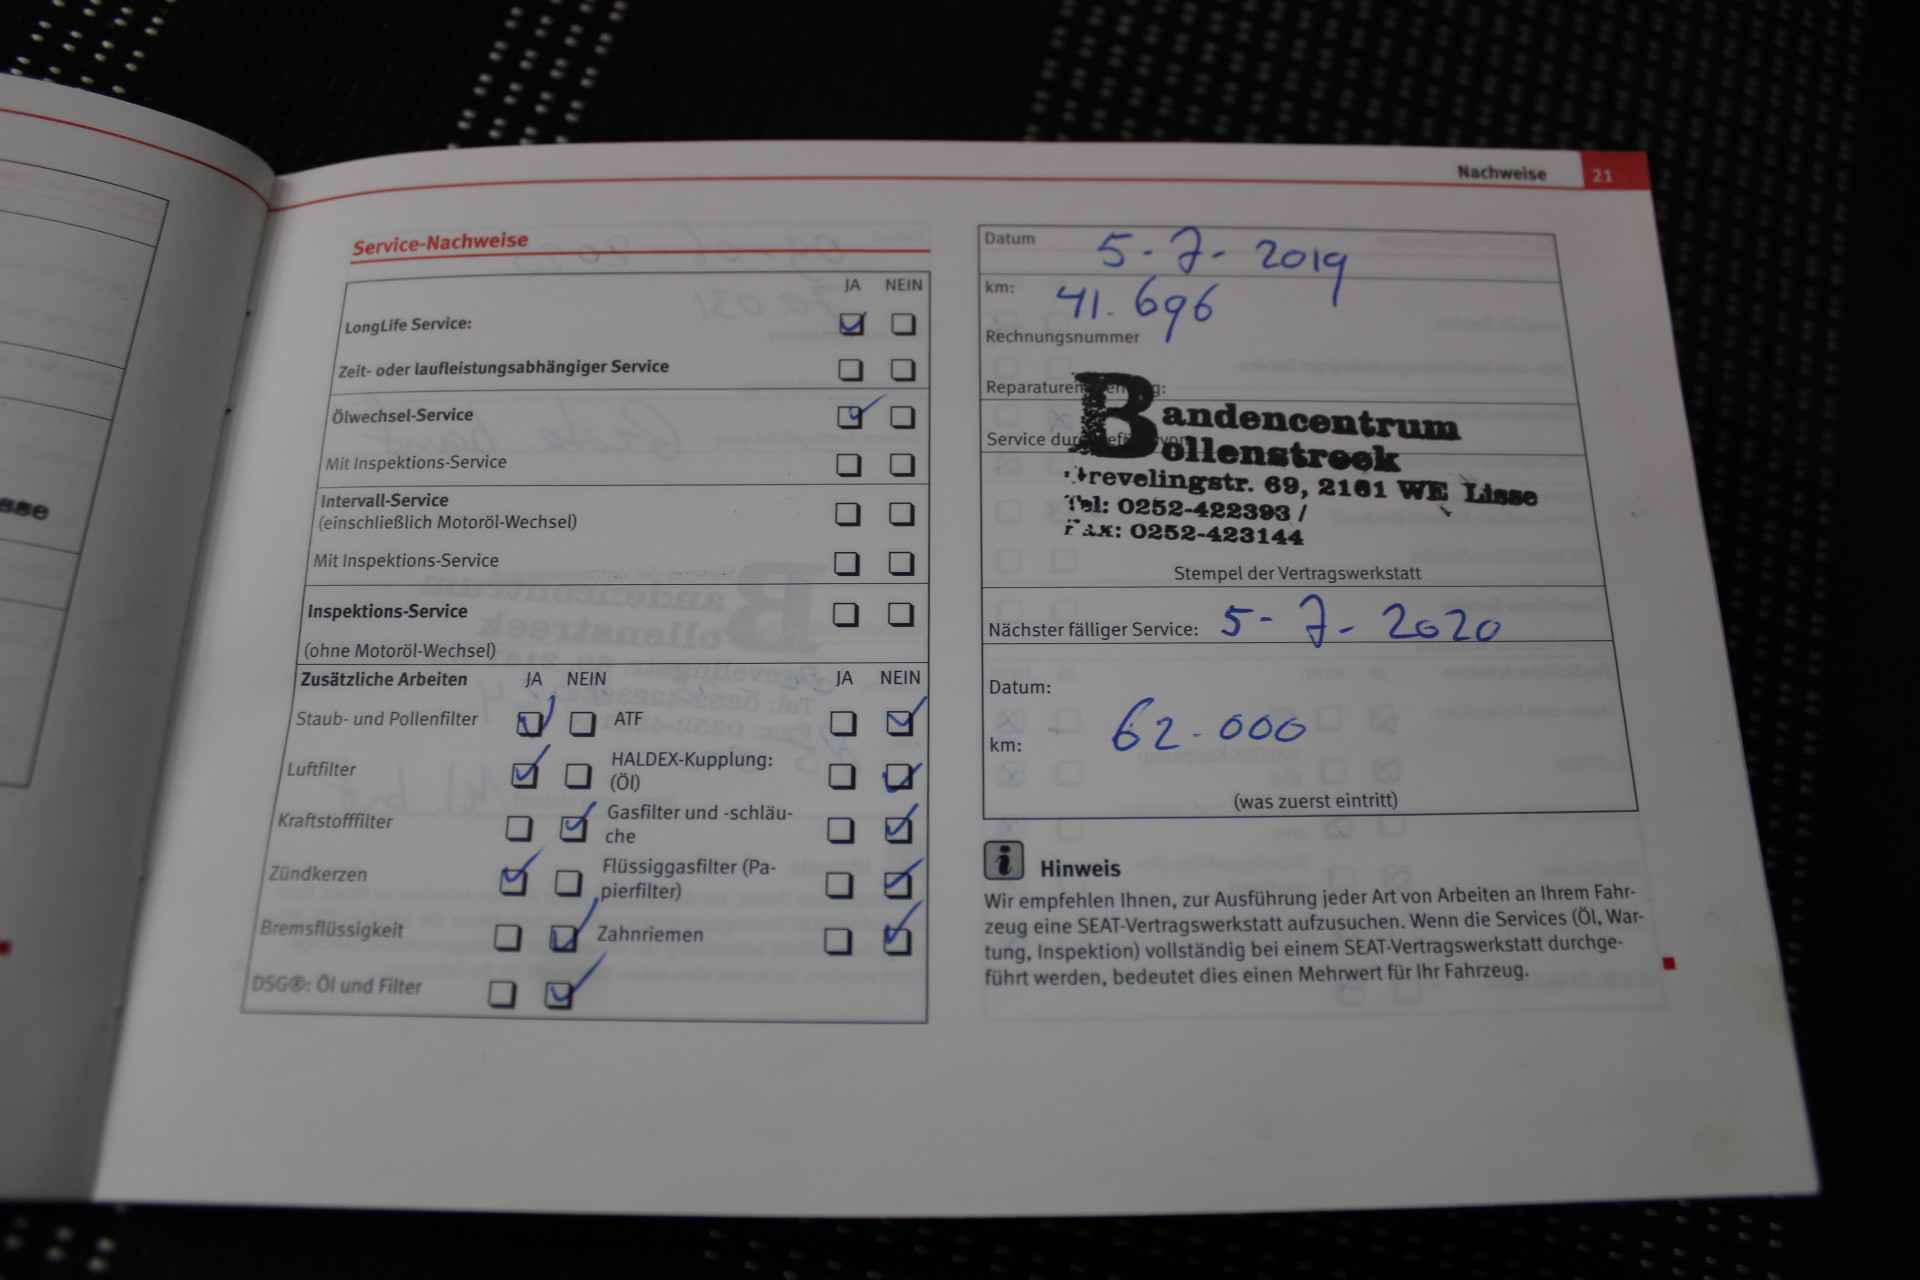 Nachweise 21
Service-Nachweise
JA NEIN
LongLife Service:
Zeit- oder laufleistungsabhängiger Service
Ölwechsel-Service
Mit Inspektions-Service
Intervall-Service
(einschließlich Motoröl-Wechsel)
Mit Inspektions-Service
Inspektions-Service
(ohne Motoröl-Wechsel)
Zusätzliche Arbeiten JA NEIN JA NEIN
Staub- und Pollenfilter ATF
Luftfilter HALDEX-Kupplung:
(Öl)
Kraftstofffilter Gasfilter und -schläu-
che
Zündkerzen Flüssiggasfilter (Pa-
pierfilter)
Bremsflüssigkeit Zahnriemen
DSG®: Öl und Filter
Datum 5-7-2019
km: 41.696
Rechnungsnummer
Bandencentrum
Bollenstreek
Grevelingstr. 69, 2161 WE Lisse
Tel: 0252-422393 /
Fax: 0252-423144
Stempel der Vertragswerkstatt
Nächster fälliger Service: 5-7-2020
Datum:
km: 62.000
(was zuerst eintritt)
i Hinweis
Wir empfehlen Ihnen, zur Ausführung jeder Art von Arbeiten an Ihrem Fahr-
zeug eine SEAT-Vertragswerkstatt aufzusuchen. Wenn die Services (Öl, War-
tung, Inspektion) vollständig bei einem SEAT-Vertragswerkstatt durchge-
führt werden, bedeutet dies einen Mehrwert für Ihr Fahrzeug.